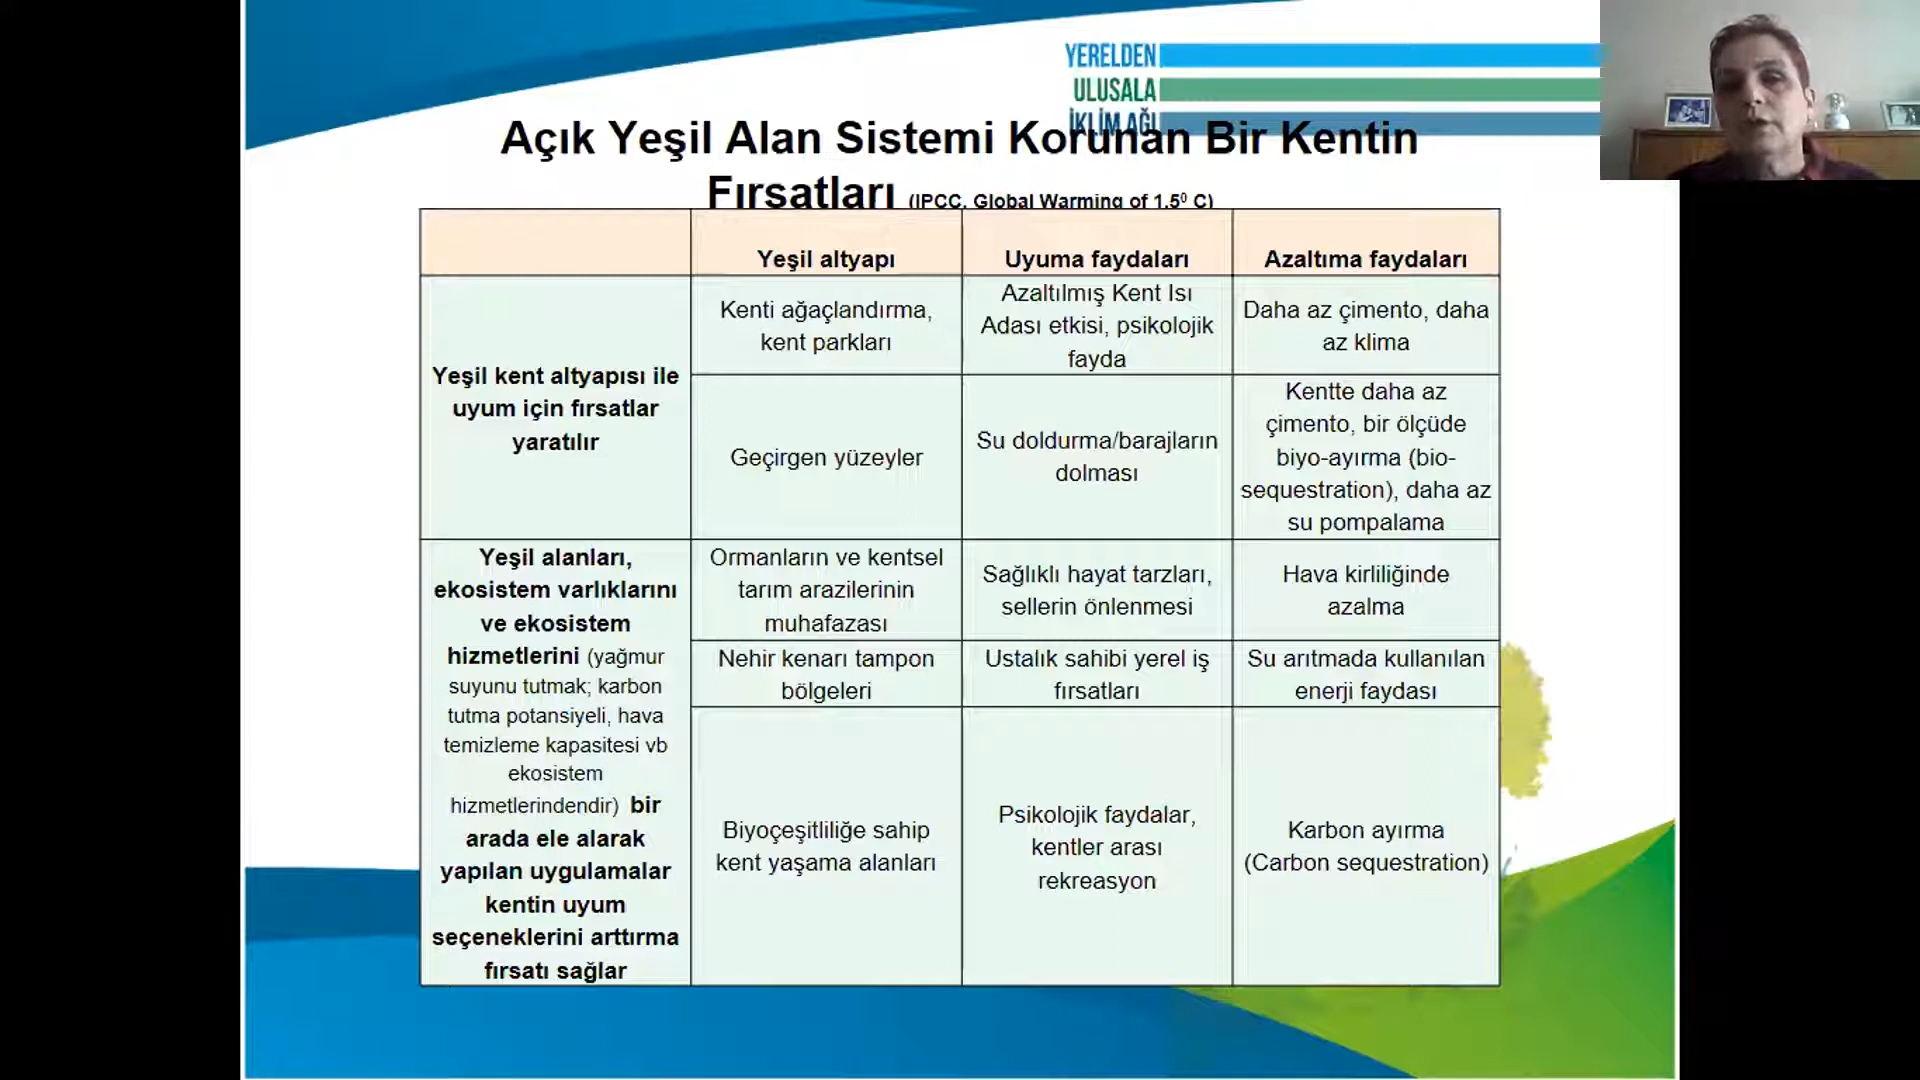 YERELDEN
ULUSALA
İKLİM AĞI
Açık Yeşil Alan Sistemi Korunan Bir Kentin
Fırsatları (IPCC, Global Warming of 1.5⁰ C)
Yeşil altyapı
Uyuma faydaları
Azaltıma faydaları
Yeşil kent altyapısı ile
uyum için fırsatlar
yaratılır
Kenti ağaçlandırma,
kent parkları
Azaltılmış Kent Isı
Adası etkisi, psikolojik
fayda
Daha az çimento, daha
az klima
Geçirgen yüzeyler
Su doldurma/barajların
dolması
Kentte daha az
çimento, bir ölçüde
biyo-ayırma (bio-
sequestration), daha az
su pompalama
Yeşil alanları,
ekosistem varlıklarını
ve ekosistem
hizmetlerini (yağmur
suyunu tutmak; karbon
tutma potansiyeli, hava
temizleme kapasitesi vb
ekosistem
hizmetlerindendir) bir
arada ele alarak
yapılan uygulamalar
kentin uyum
seçeneklerini arttırma
fırsatı sağlar
Ormanların ve kentsel
tarım arazilerinin
muhafazası
Sağlıklı hayat tarzları,
sellerin önlenmesi
Hava kirliliğinde
azalma
Nehir kenarı tampon
bölgeleri
Ustalık sahibi yerel iş
fırsatları
Su arıtmada kullanılan
enerji faydası
Biyoçeşitliliğe sahip
kent yaşama alanları
Psikolojik faydalar,
kentler arası
rekreasyon
Karbon ayırma
(Carbon sequestration)